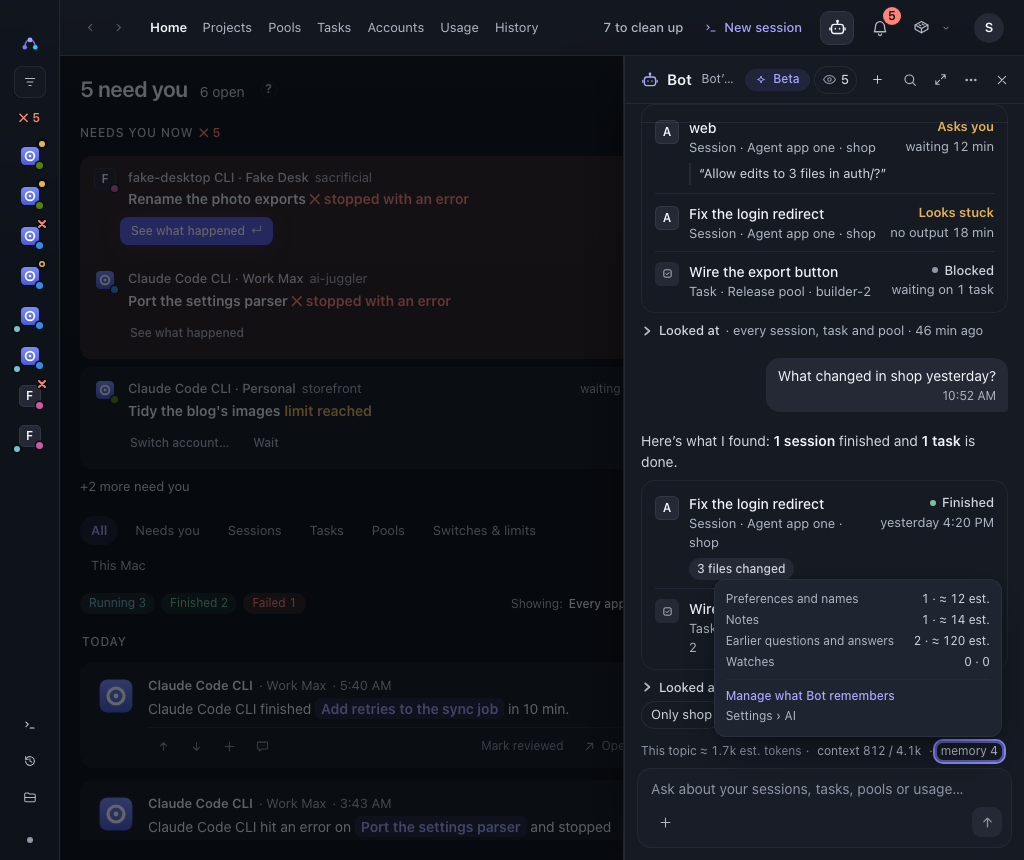 Home Projects Pools Tasks Accounts Usage History 7 to clean up New session 5 S
5
F
F
5 need you 6 open ?
NEEDS YOU NOW 5
F fake-desktop CLI · Fake Desk sacrificial
Rename the photo exports stopped with an error
See what happened
Claude Code CLI · Work Max ai-juggler
Port the settings parser stopped with an error
See what happened
Claude Code CLI · Personal storefront waiting
Tidy the blog's images limit reached
Switch account… Wait
+2 more need you
All Needs you Sessions Tasks Pools Switches & limits
This Mac
Running 3 Finished 2 Failed 1 Showing: Every app
TODAY
Claude Code CLI · Work Max · 5:40 AM
Claude Code CLI finished Add retries to the sync job in 10 min.
Mark reviewed Ope
Claude Code CLI · Work Max · 3:43 AM
Claude Code CLI hit an error on Port the settings parser and stopped
Bot Bot'… Beta 5
A web Asks you
Session · Agent app one · shop waiting 12 min
“Allow edits to 3 files in auth/?”
A Fix the login redirect Looks stuck
Session · Agent app one · shop no output 18 min
Wire the export button Blocked
Task · Release pool · builder-2 waiting on 1 task
Looked at · every session, task and pool · 46 min ago
What changed in shop yesterday?
10:52 AM
Here's what I found: 1 session finished and 1 task is
done.
A Fix the login redirect Finished
Session · Agent app one · yesterday 4:20 PM
shop
3 files changed
Wire
Task
2
Looked a
Only shop
Preferences and names 1 · ≈ 12 est.
Notes 1 · ≈ 14 est.
Earlier questions and answers 2 · ≈ 120 est.
Watches 0 · 0
Manage what Bot remembers
Settings › AI
This topic ≈ 1.7k est. tokens · context 812 / 4.1k · memory 4
Ask about your sessions, tasks, pools or usage…